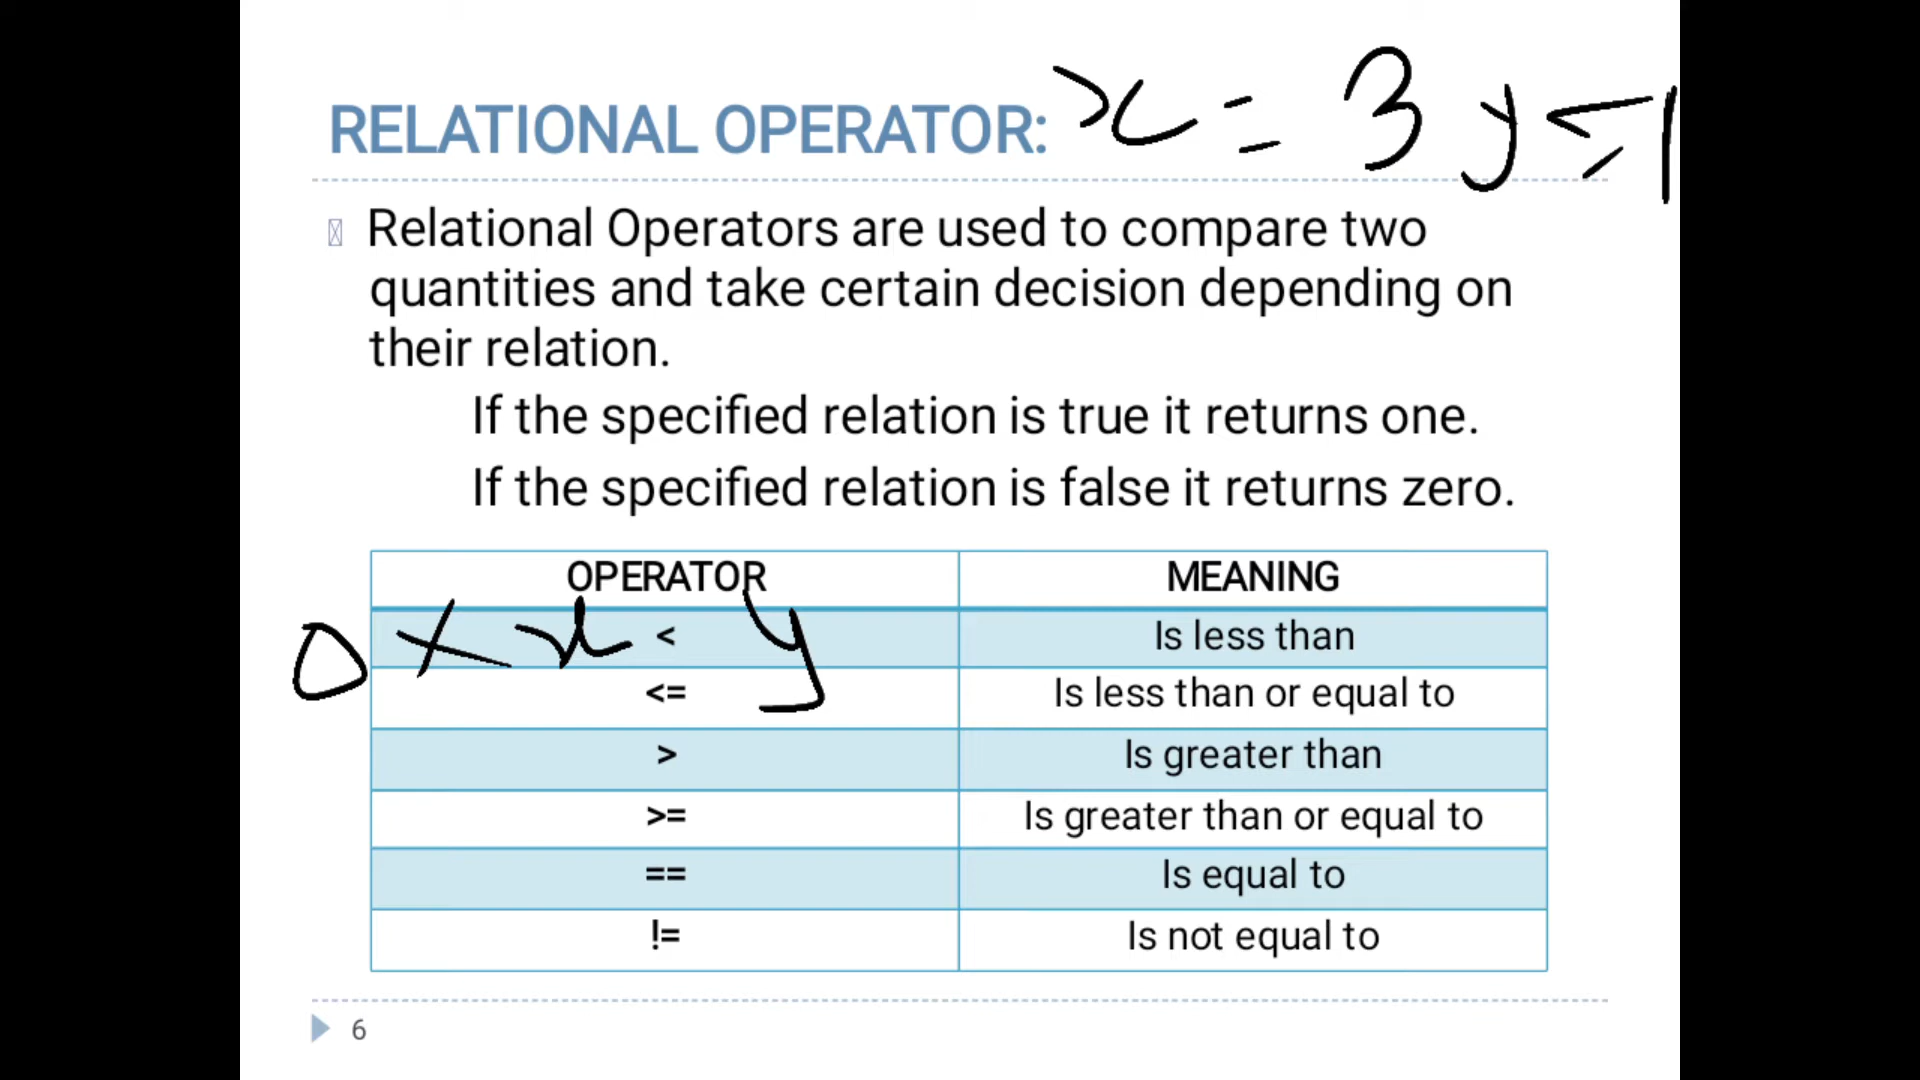 RELATIONAL OPERATOR: x = 3 y = 1
Relational Operators are used to compare two
quantities and take certain decision depending on
their relation.
If the specified relation is true it returns one.
If the specified relation is false it returns zero.
OPERATOR MEANING
0 x x < y Is less than
<= Is less than or equal to
> Is greater than
>= Is greater than or equal to
== Is equal to
!= Is not equal to
6